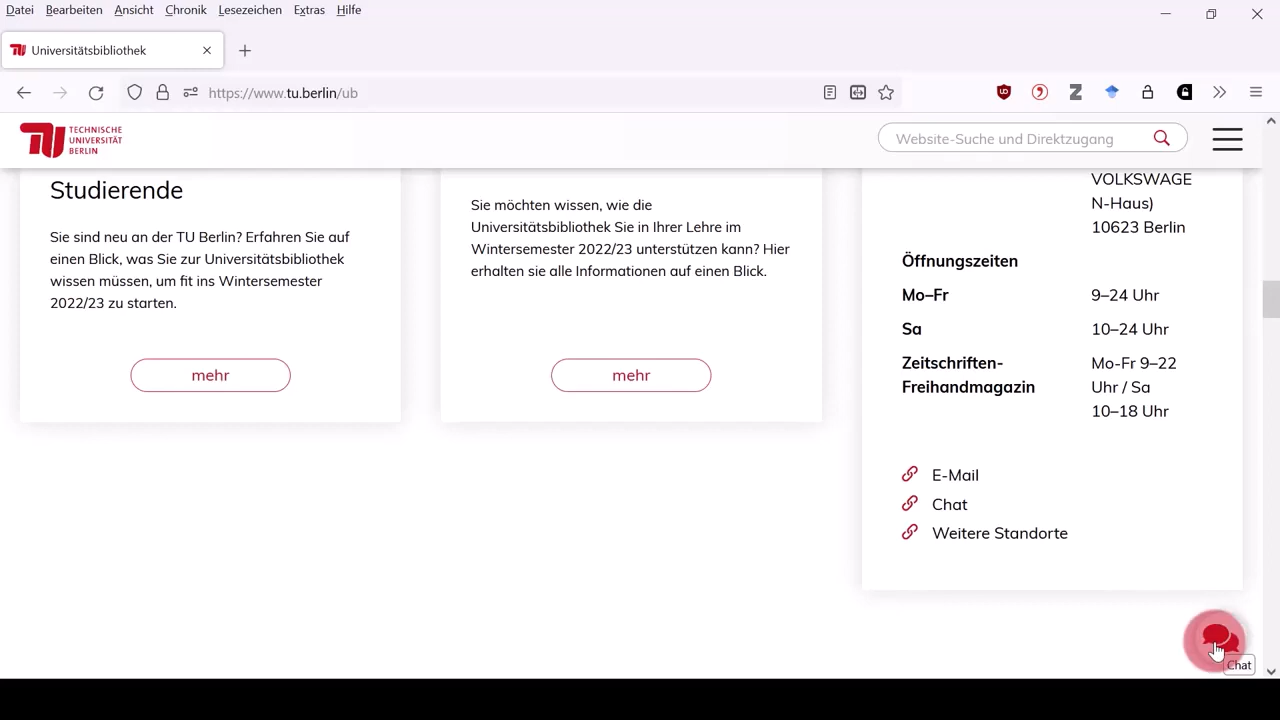 Datei Bearbeiten Ansicht Chronik Lesezeichen Extras Hilfe
Universitätsbibliothek
https://www.tu.berlin/ub
TECHNISCHE
UNIVERSITÄT
BERLIN
Website-Suche und Direktzugang
Studierende
Sie sind neu an der TU Berlin? Erfahren Sie auf
einen Blick, was Sie zur Universitätsbibliothek
wissen müssen, um fit ins Wintersemester
2022/23 zu starten.
mehr
Sie möchten wissen, wie die
Universitätsbibliothek Sie in Ihrer Lehre im
Wintersemester 2022/23 unterstützen kann? Hier
erhalten sie alle Informationen auf einen Blick.
mehr
VOLKSWAGE
N-Haus)
10623 Berlin
Öffnungszeiten
Mo–Fr 9–24 Uhr
Sa 10–24 Uhr
Zeitschriften- Mo-Fr 9–22
Freihandmagazin Uhr / Sa
10–18 Uhr
E-Mail
Chat
Weitere Standorte
Chat